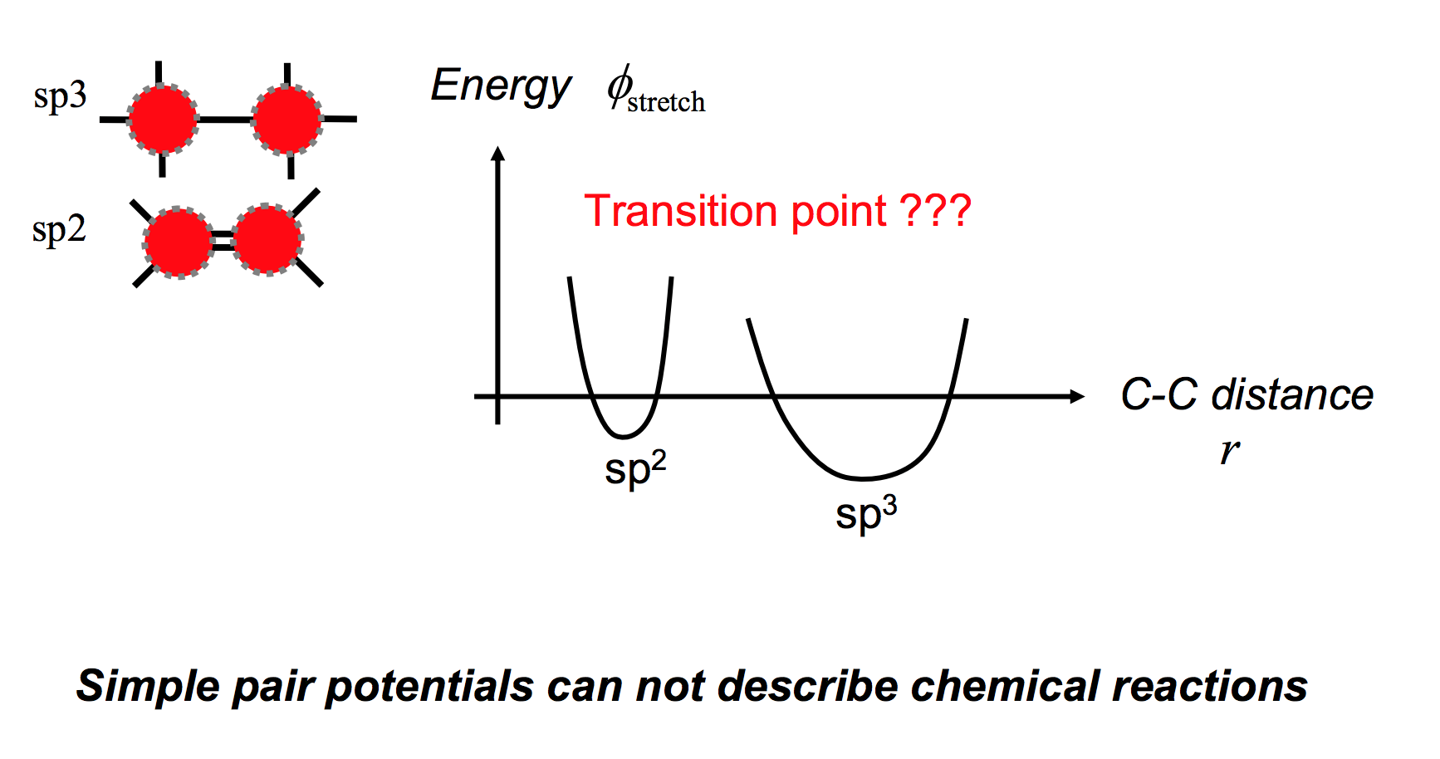 sp3
sp2
Energy ϕstretch
Transition point ???
sp²
sp³
C-C distance
r
Simple pair potentials can not describe chemical reactions